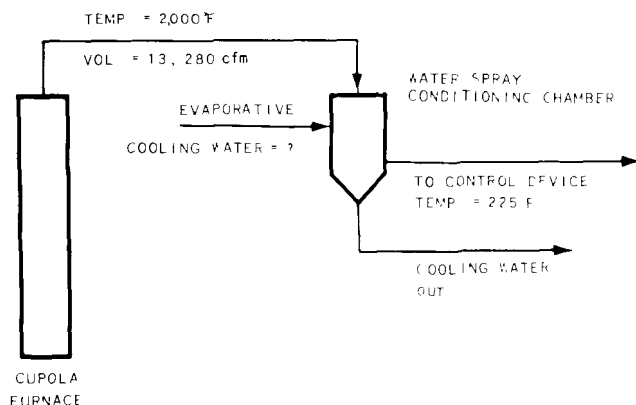 TEMP = 2,000°F
VOL = 13, 280 cfm
WATER SPRAY
CONDITIONING CHAMBER
EVAPORATIVE
COOLING WATER = ?
TO CONTROL DEVICE
TEMP = 225 F
COOLING WATER
OUT
CUPOLA
FURNACE